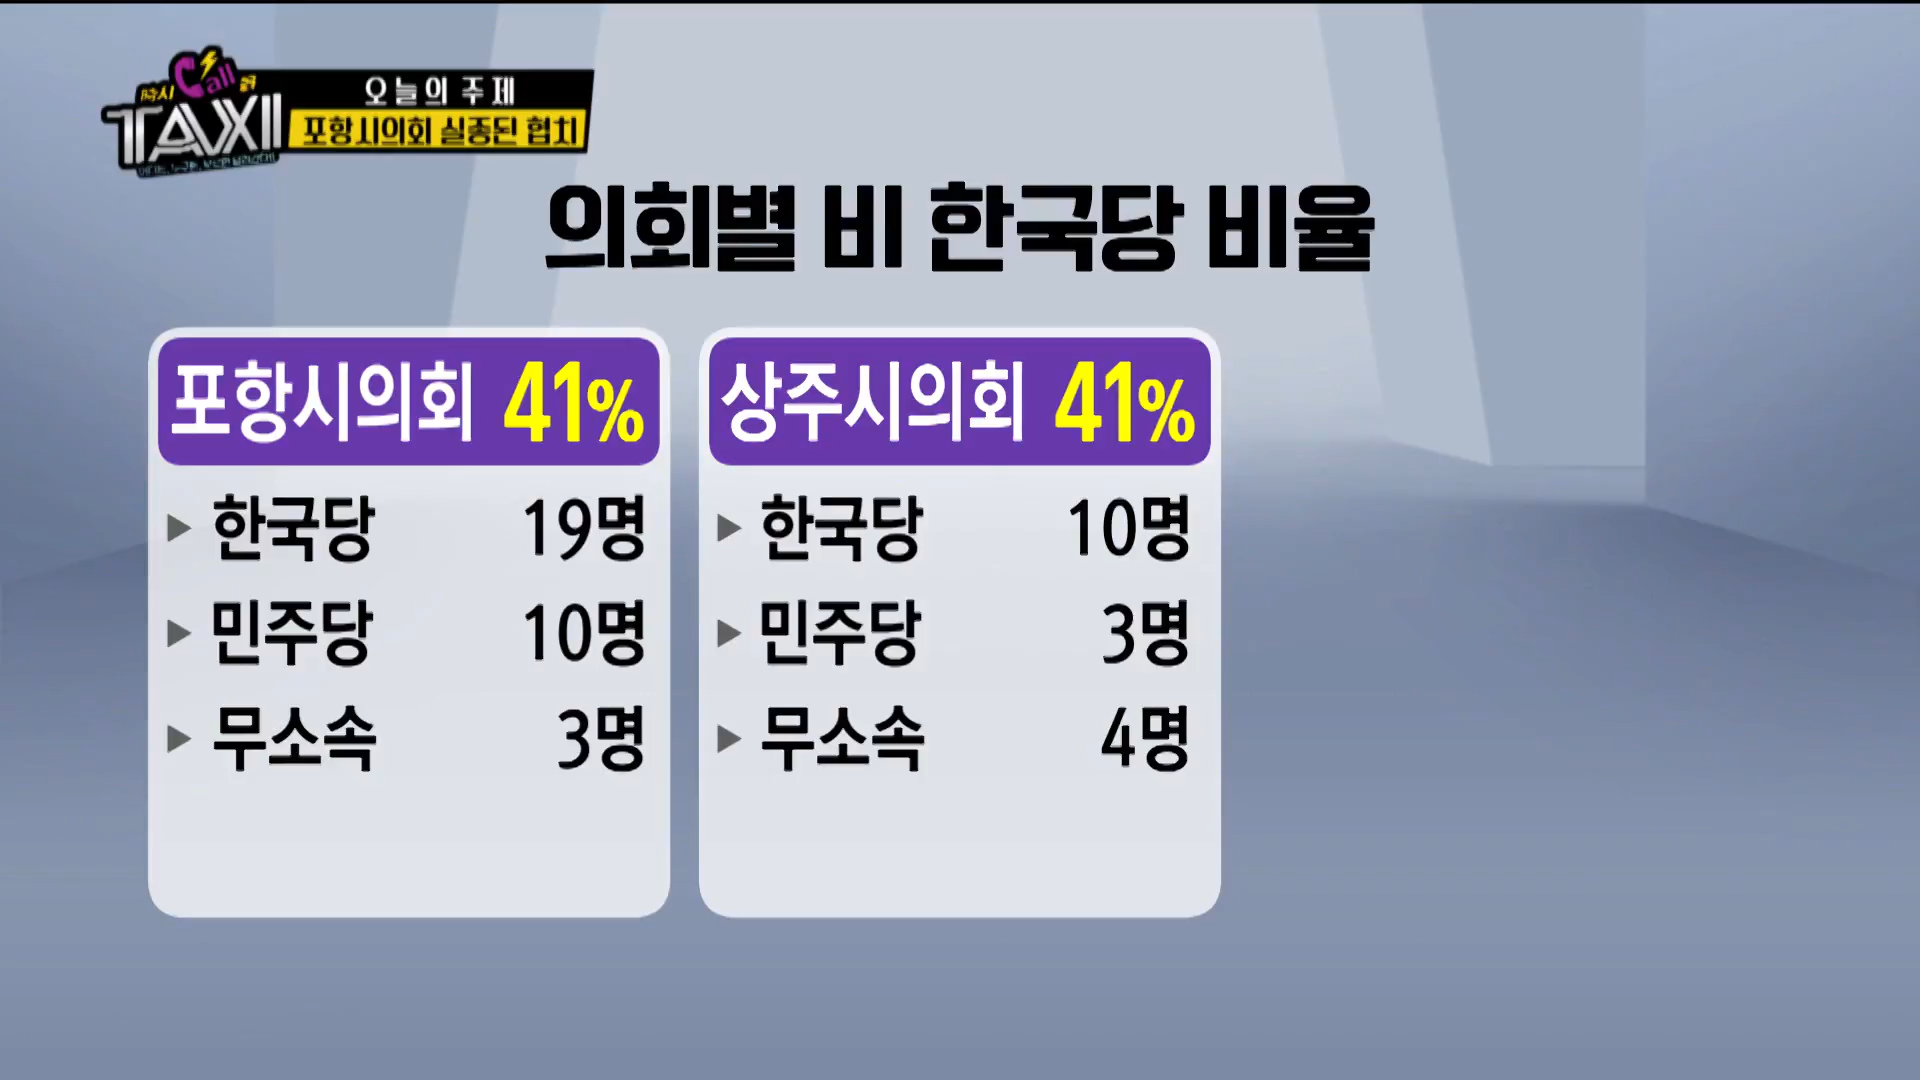 時시 Call 콜
TAXI
오늘의 주제
포항시의회 실종된 협치
의회별 비 한국당 비율
포항시의회 41%
▶ 한국당 19명
▶ 민주당 10명
▶ 무소속 3명
상주시의회 41%
▶ 한국당 10명
▶ 민주당 3명
▶ 무소속 4명